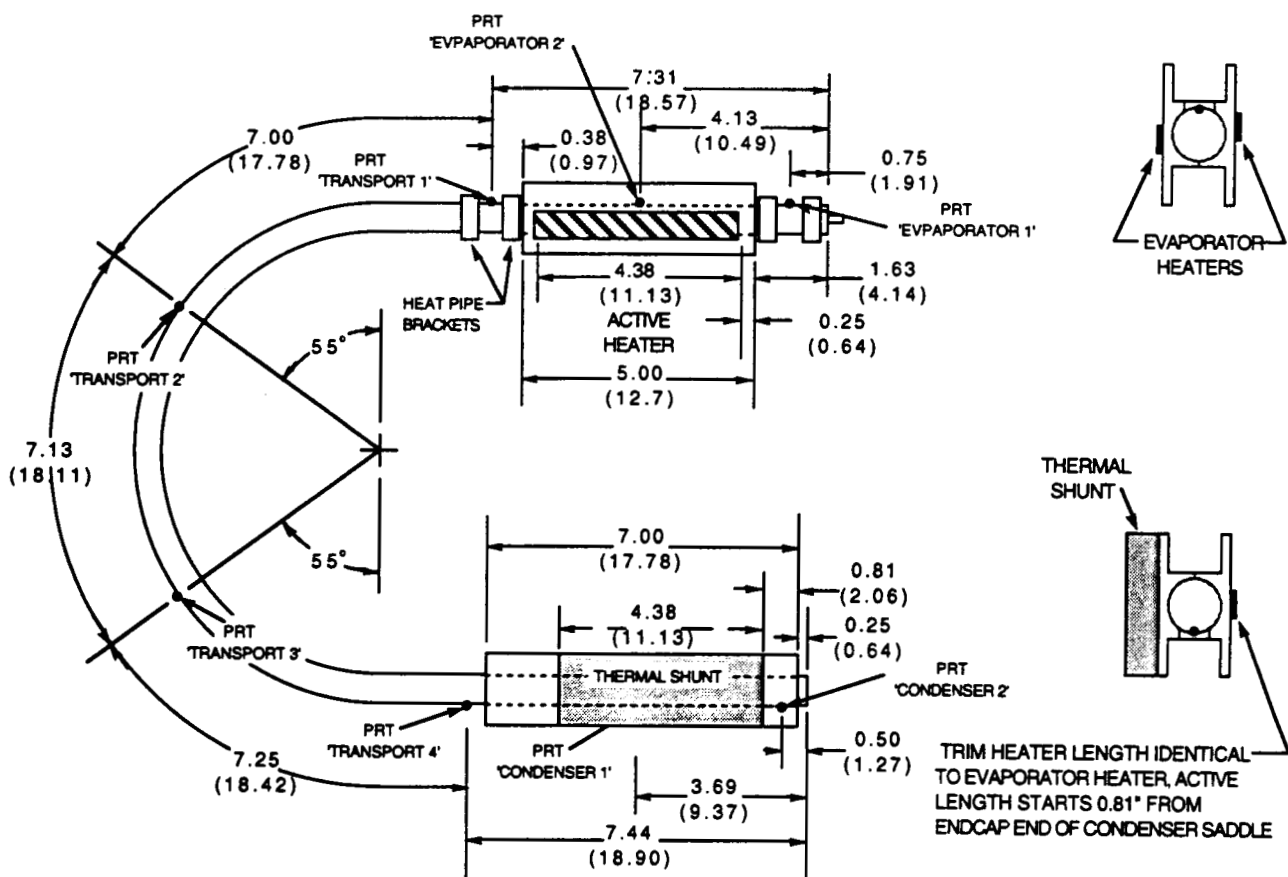 PRT
'EVPAPORATOR 2'
7.31
(18.57)
4.13
(10.49)
7.00
(17.78)
0.38
(0.97)
0.75
(1.91)
PRT
'TRANSPORT 1'
PRT
'EVPAPORATOR 1'
EVAPORATOR
HEATERS
HEAT PIPE
BRACKETS
4.38
(11.13)
ACTIVE
HEATER
1.63
(4.14)
0.25
(0.64)
5.00
(12.7)
55°
PRT
'TRANSPORT 2'
7.13
(18.11)
55°
THERMAL
SHUNT
7.00
(17.78)
0.81
(2.06)
4.38
(11.13)
0.25
(0.64)
PRT
'TRANSPORT 3'
THERMAL SHUNT
PRT
'CONDENSER 2'
PRT
'TRANSPORT 4'
PRT
'CONDENSER 1'
0.50
(1.27)
7.25
(18.42)
3.69
(9.37)
7.44
(18.90)
TRIM HEATER LENGTH IDENTICAL
TO EVAPORATOR HEATER, ACTIVE
LENGTH STARTS 0.81" FROM
ENDCAP END OF CONDENSER SADDLE